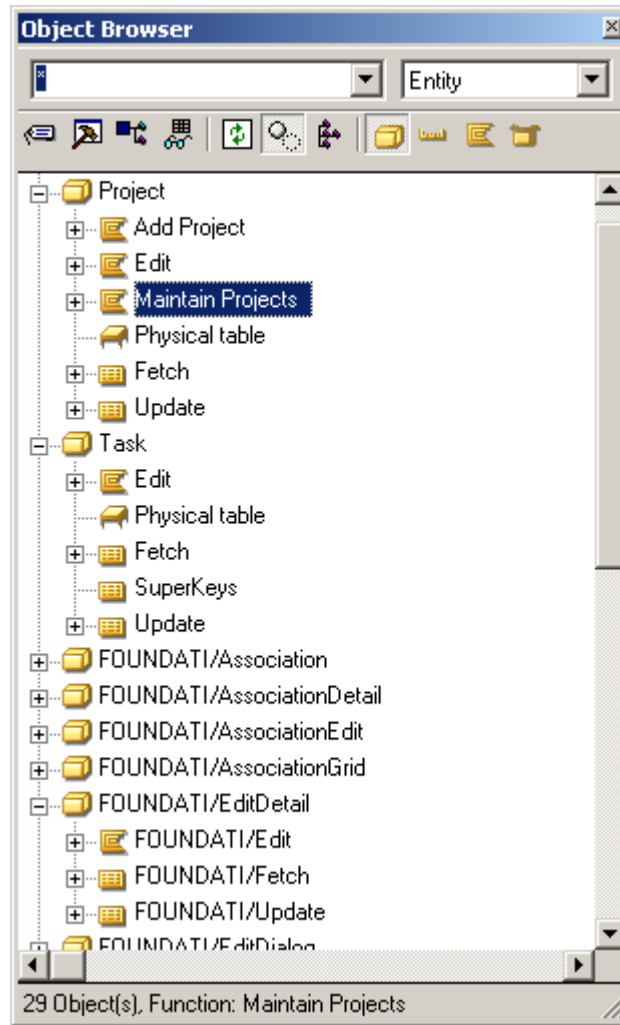 Object Browser
* Entity
Project
Add Project
Edit
Maintain Projects
Physical table
Fetch
Update
Task
Edit
Physical table
Fetch
SuperKeys
Update
FOUNDATI/Association
FOUNDATI/AssociationDetail
FOUNDATI/AssociationEdit
FOUNDATI/AssociationGrid
FOUNDATI/EditDetail
FOUNDATI/Edit
FOUNDATI/Fetch
FOUNDATI/Update
FOUNDATI/EditDialog
29 Object(s), Function: Maintain Projects